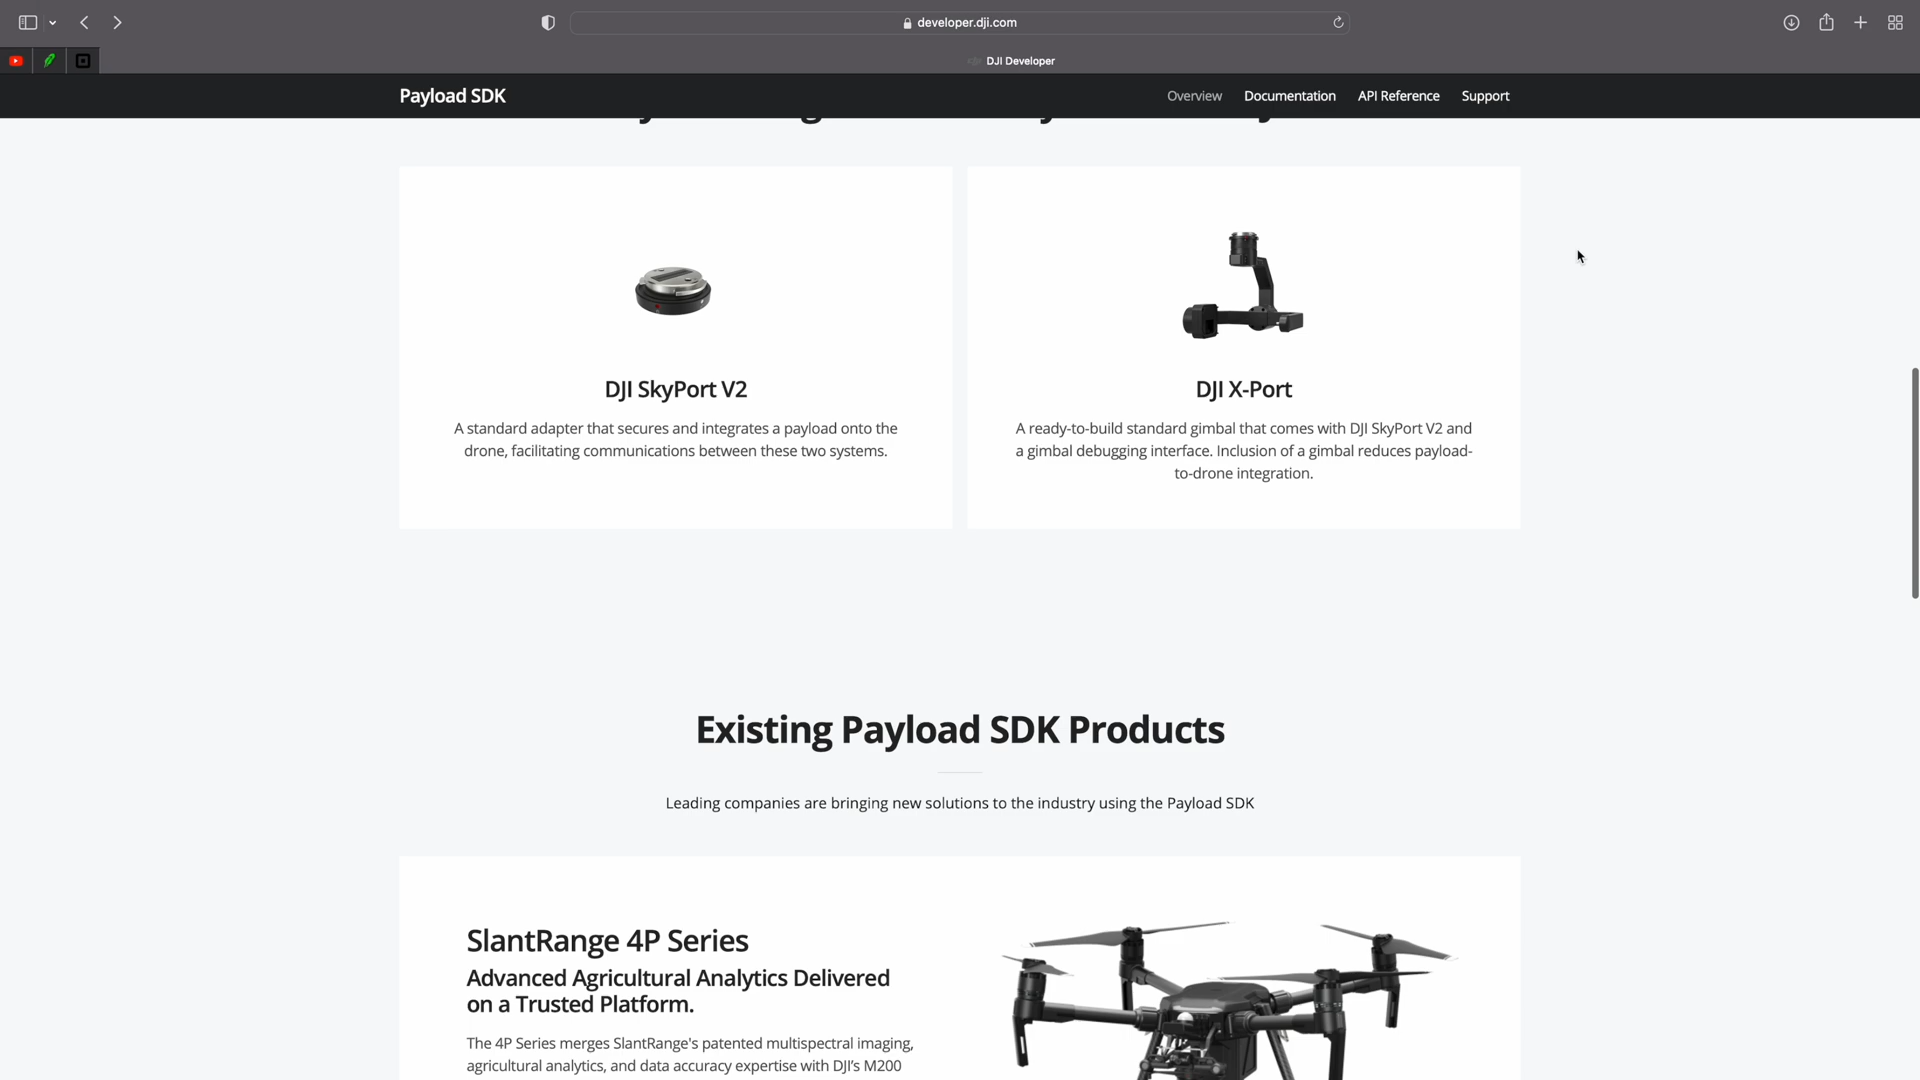 developer.dji.com
DJI Developer
Payload SDK
Overview
Documentation
API Reference
Support
DJI SkyPort V2
A standard adapter that secures and integrates a payload onto the
drone, facilitating communications between these two systems.
DJI X-Port
A ready-to-build standard gimbal that comes with DJI SkyPort V2 and
a gimbal debugging interface. Inclusion of a gimbal reduces payload-
to-drone integration.
Existing Payload SDK Products
Leading companies are bringing new solutions to the industry using the Payload SDK
SlantRange 4P Series
Advanced Agricultural Analytics Delivered
on a Trusted Platform.
The 4P Series merges SlantRange's patented multispectral imaging,
agricultural analytics, and data accuracy expertise with DJI's M200